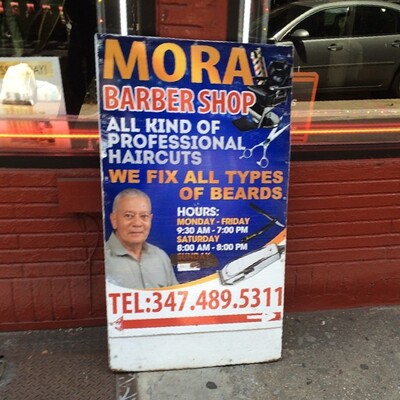 MORA
BARBER SHOP
ALL KIND OF
PROFESSIONAL
HAIRCUTS
WE FIX ALL TYPES
OF BEARDS
HOURS:
MONDAY - FRIDAY
9:30 AM - 7:00 PM
SATURDAY
8:00 AM - 8:00 PM
SUNDAY
TEL:347.489.5311